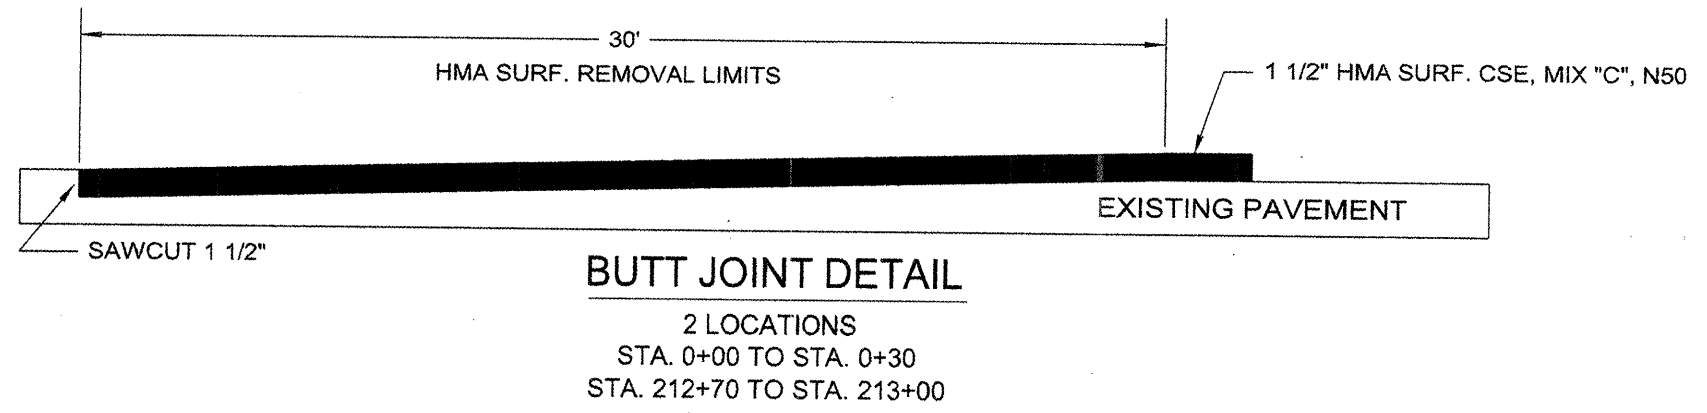 30'
HMA SURF. REMOVAL LIMITS
1 1/2" HMA SURF. CSE, MIX "C", N50
EXISTING PAVEMENT
SAWCUT 1 1/2"
BUTT JOINT DETAIL
2 LOCATIONS
STA. 0+00 TO STA. 0+30
STA. 212+70 TO STA. 213+00